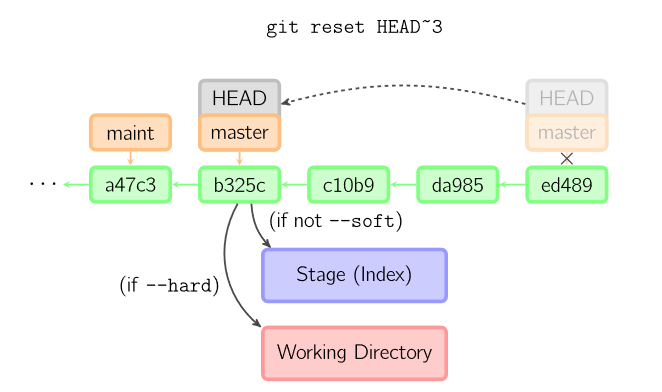 git reset HEAD~3
HEAD HEAD
maint master master
... a47c3 b325c c10b9 da985 ed489
(if not --soft)
Stage (Index)
(if --hard)
Working Directory